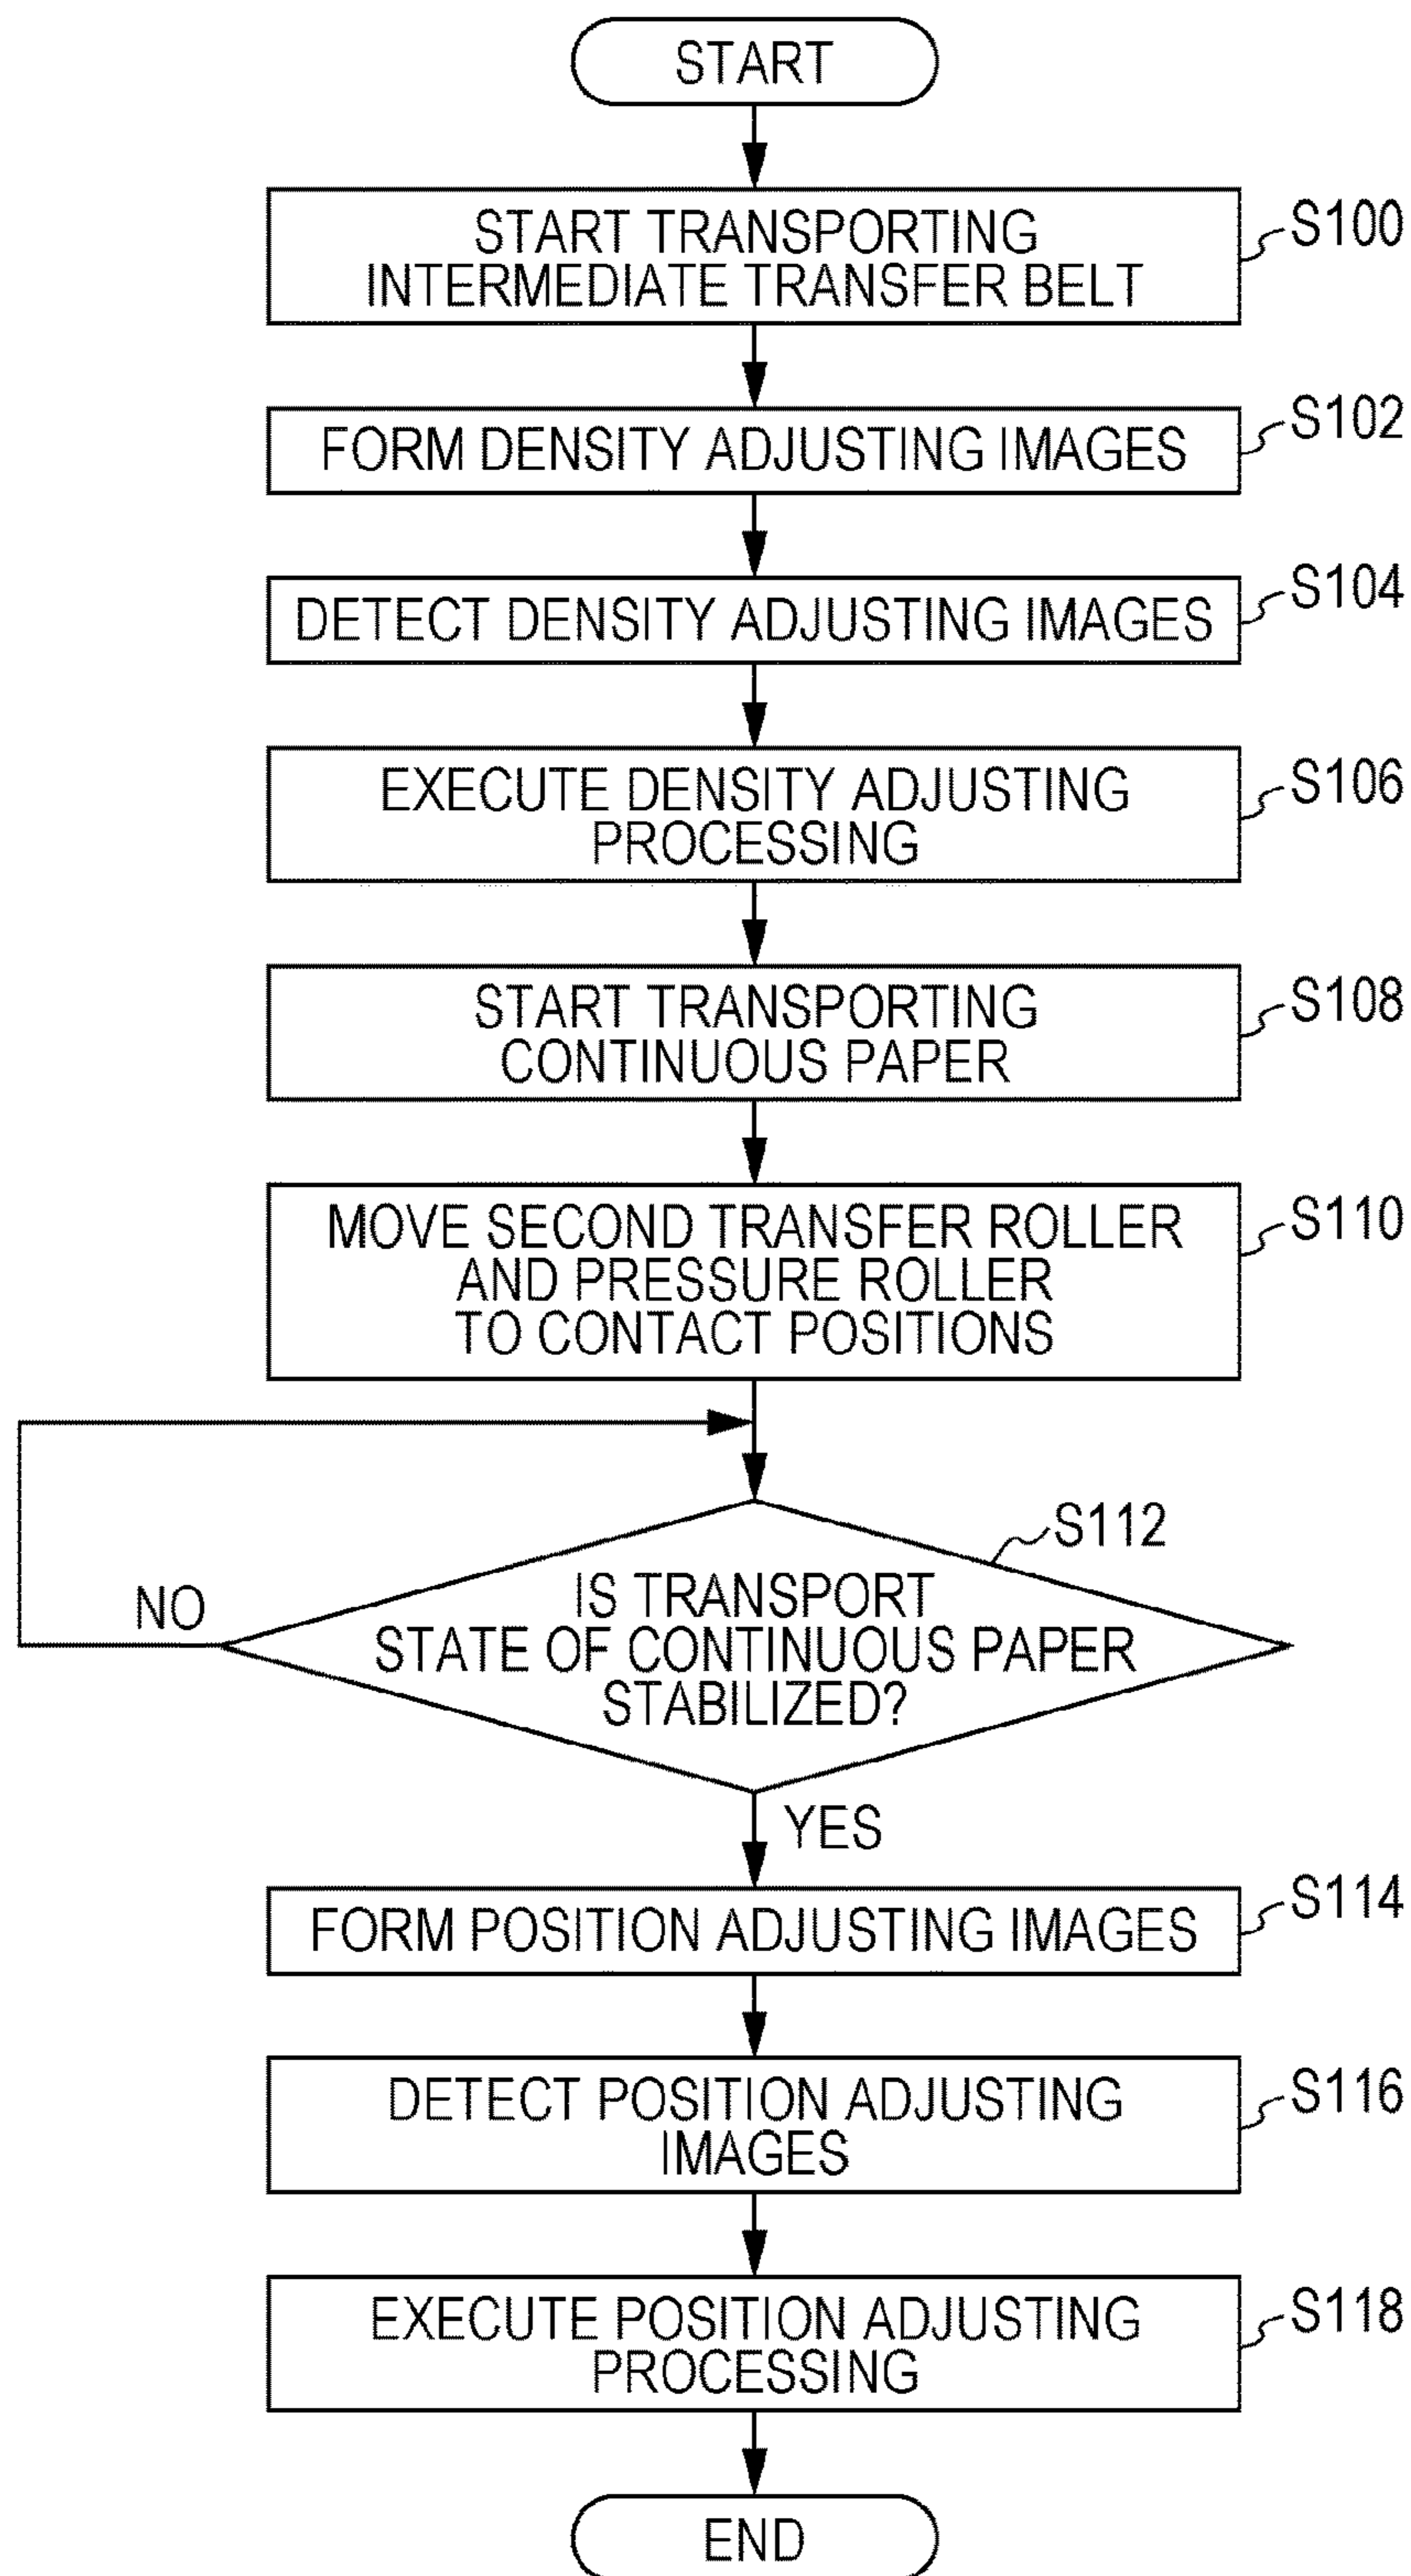 START
START TRANSPORTING
INTERMEDIATE TRANSFER BELT
S100
FORM DENSITY ADJUSTING IMAGES
S102
DETECT DENSITY ADJUSTING IMAGES
S104
EXECUTE DENSITY ADJUSTING
PROCESSING
S106
START TRANSPORTING
CONTINUOUS PAPER
S108
MOVE SECOND TRANSFER ROLLER
AND PRESSURE ROLLER
TO CONTACT POSITIONS
S110
S112
IS TRANSPORT
STATE OF CONTINUOUS PAPER
STABILIZED?
NO
YES
FORM POSITION ADJUSTING IMAGES
S114
DETECT POSITION ADJUSTING
IMAGES
S116
EXECUTE POSITION ADJUSTING
PROCESSING
S118
END